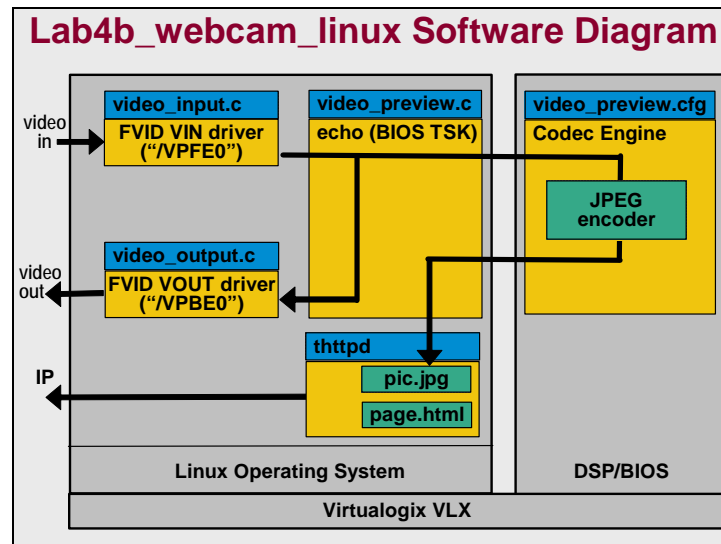 Lab4b_webcam_linux Software Diagram
video_input.c
video_preview.c
video_preview.cfg
video
in
FVID VIN driver
("/VPFE0")
echo (BIOS TSK)
Codec Engine
JPEG
encoder
video_output.c
video
out
FVID VOUT driver
("/VPBE0")
thttpd
IP
pic.jpg
page.html
Linux Operating System
DSP/BIOS
Virtualogix VLX